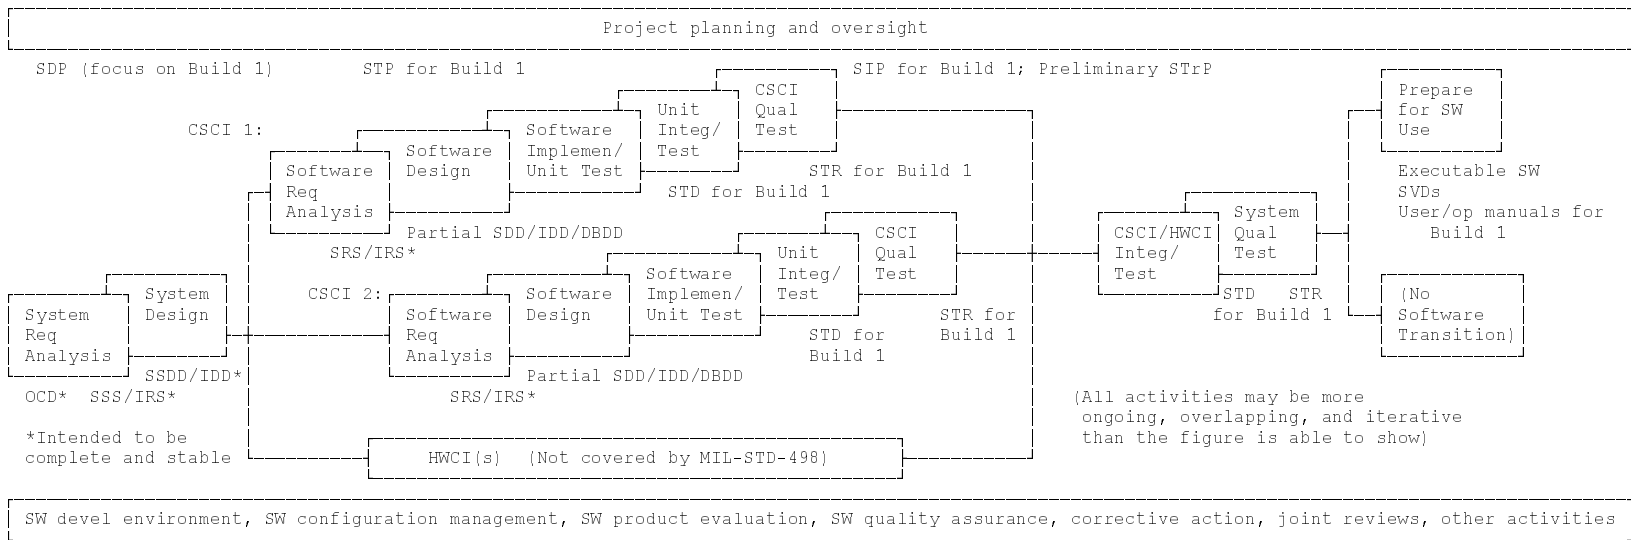 Project planning and oversight
SDP (focus on Build 1)
STP for Build 1
SIP for Build 1; Preliminary STrP
CSCI 1:
Software
Req
Analysis
Software
Design
Software
Implemen/
Unit Test
Unit
Integ/
Test
CSCI
Qual
Test
SRS/IRS*
Partial SDD/IDD/DBDD
STD for Build 1
STR for Build 1
System
Req
Analysis
System
Design
OCD* SSS/IRS*
SSDD/IDD*
CSCI 2:
Software
Req
Analysis
Software
Design
Software
Implemen/
Unit Test
Unit
Integ/
Test
CSCI
Qual
Test
SRS/IRS*
Partial SDD/IDD/DBDD
STD for
Build 1
STR for
Build 1
HWCI(s) (Not covered by MIL-STD-498)
CSCI/HWCI
Integ/
Test
System
Qual
Test
STD STR
for Build 1
Prepare
for SW
Use
Executable SW
SVDs
User/op manuals for
Build 1
(No
Software
Transition)
*Intended to be
complete and stable
(All activities may be more
ongoing, overlapping, and iterative
than the figure is able to show)
SW devel environment, SW configuration management, SW product evaluation, SW quality assurance, corrective action, joint reviews, other activities